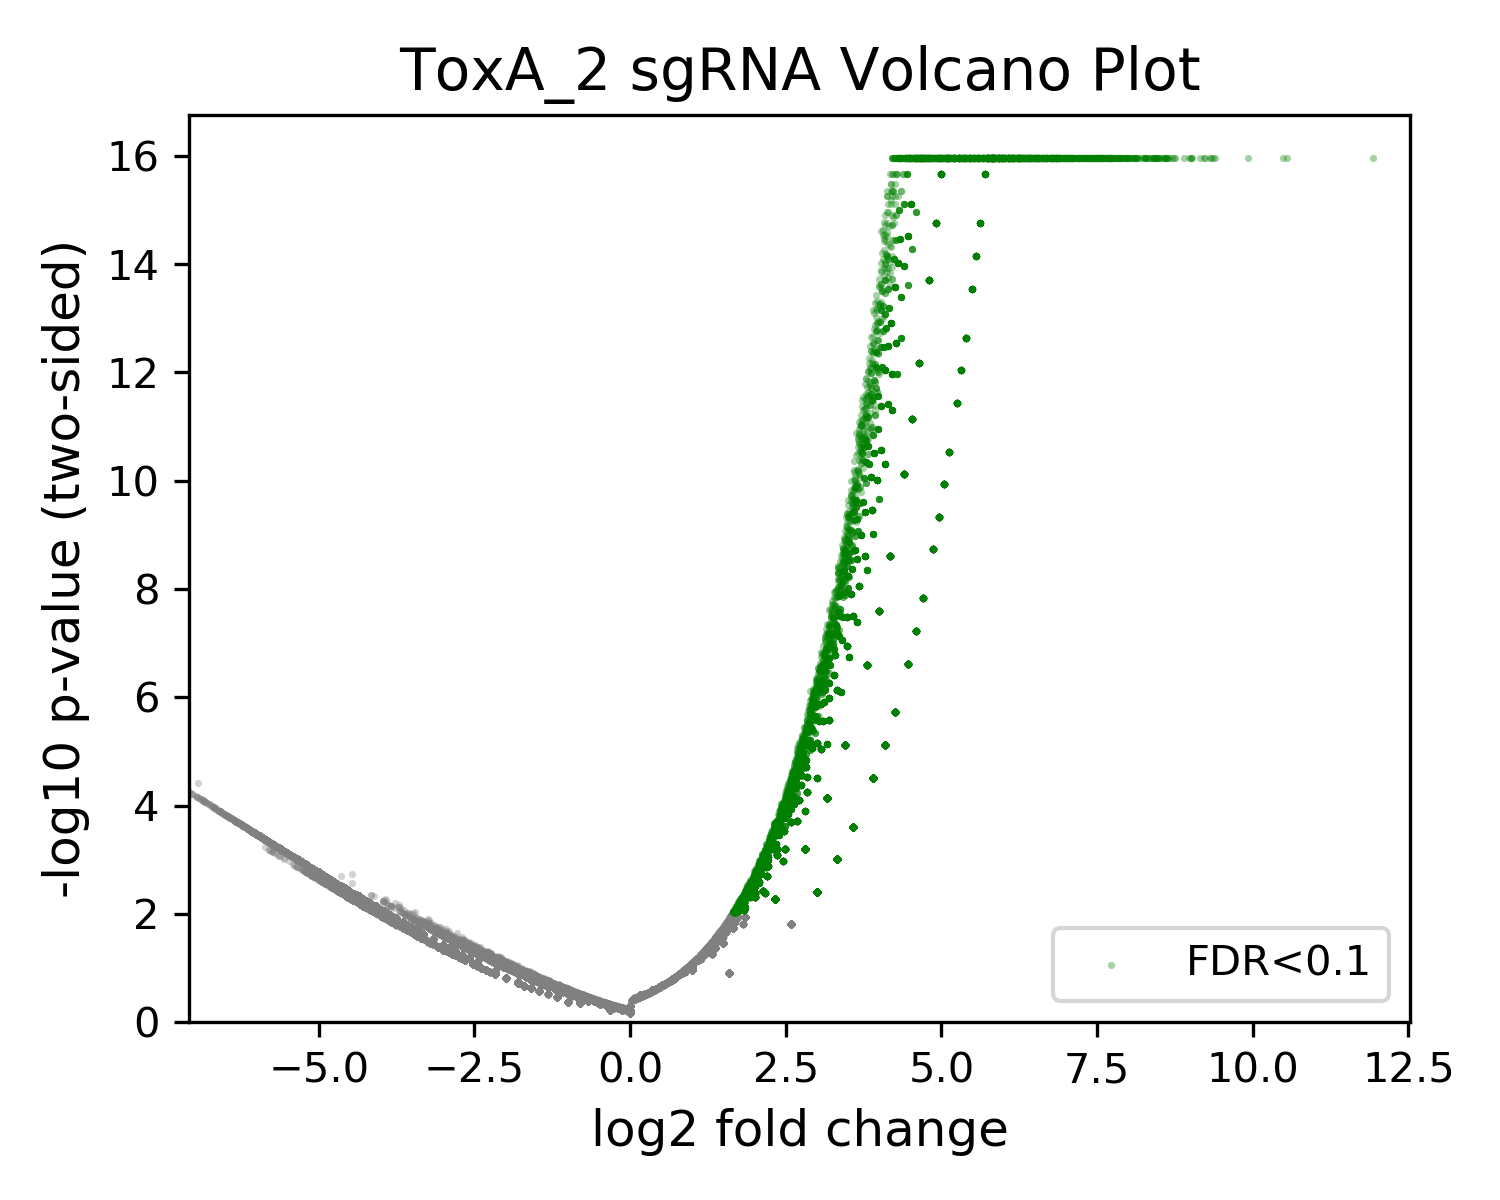 ToxA_2 sgRNA Volcano Plot
-log10 p-value (two-sided)
16
14
12
10
8
6
4
2
0
−5.0 −2.5 0.0 2.5 5.0 7.5 10.0 12.5
log2 fold change
FDR<0.1